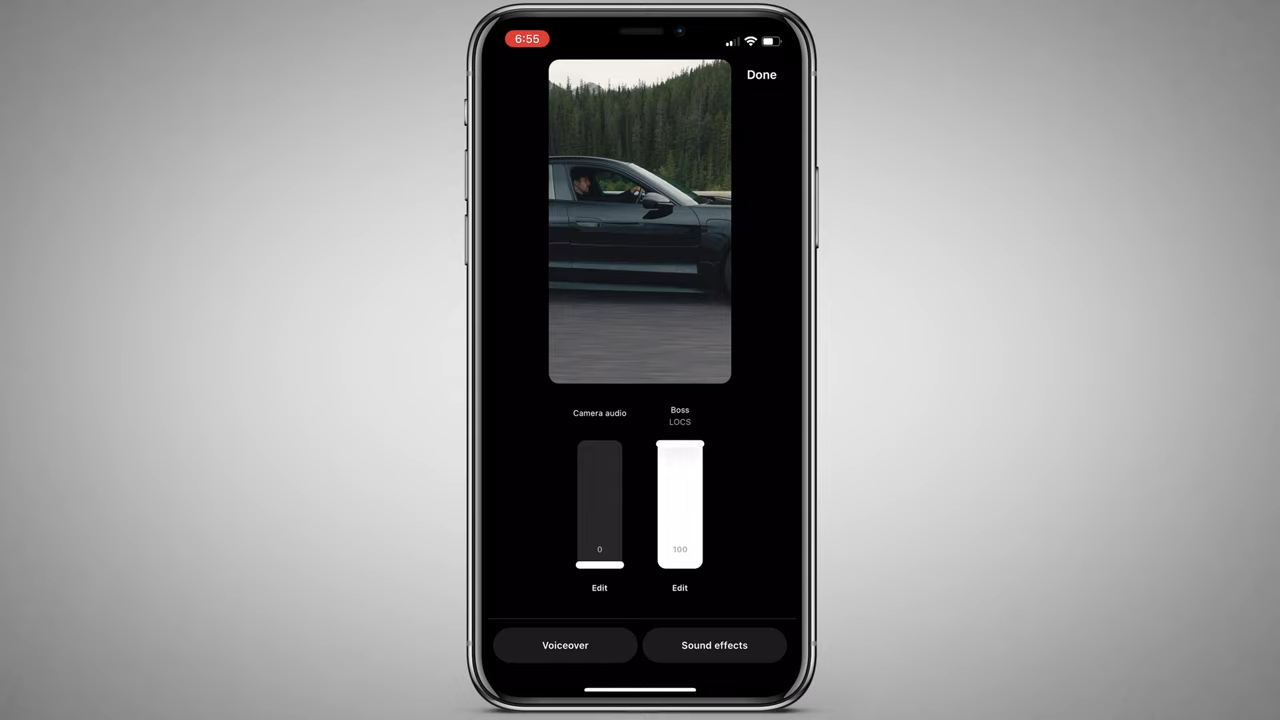 6:55
Done
Camera audio
Boss
LOCS
0
100
Edit
Edit
Voiceover
Sound effects